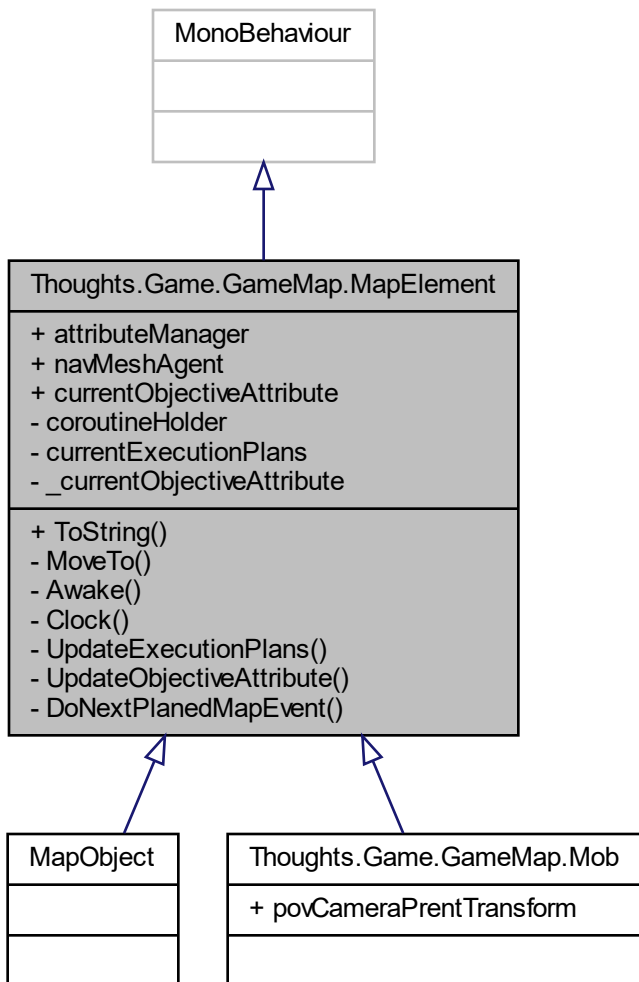 MonoBehaviour
Thoughts.Game.GameMap.MapElement
+ attributeManager
+ navMeshAgent
+ currentObjectiveAttribute
- coroutineHolder
- currentExecutionPlans
- _currentObjectiveAttribute
+ ToString()
- MoveTo()
- Awake()
- Clock()
- UpdateExecutionPlans()
- UpdateObjectiveAttribute()
- DoNextPlanedMapEvent()
MapObject
Thoughts.Game.GameMap.Mob
+ povCameraPrentTransform